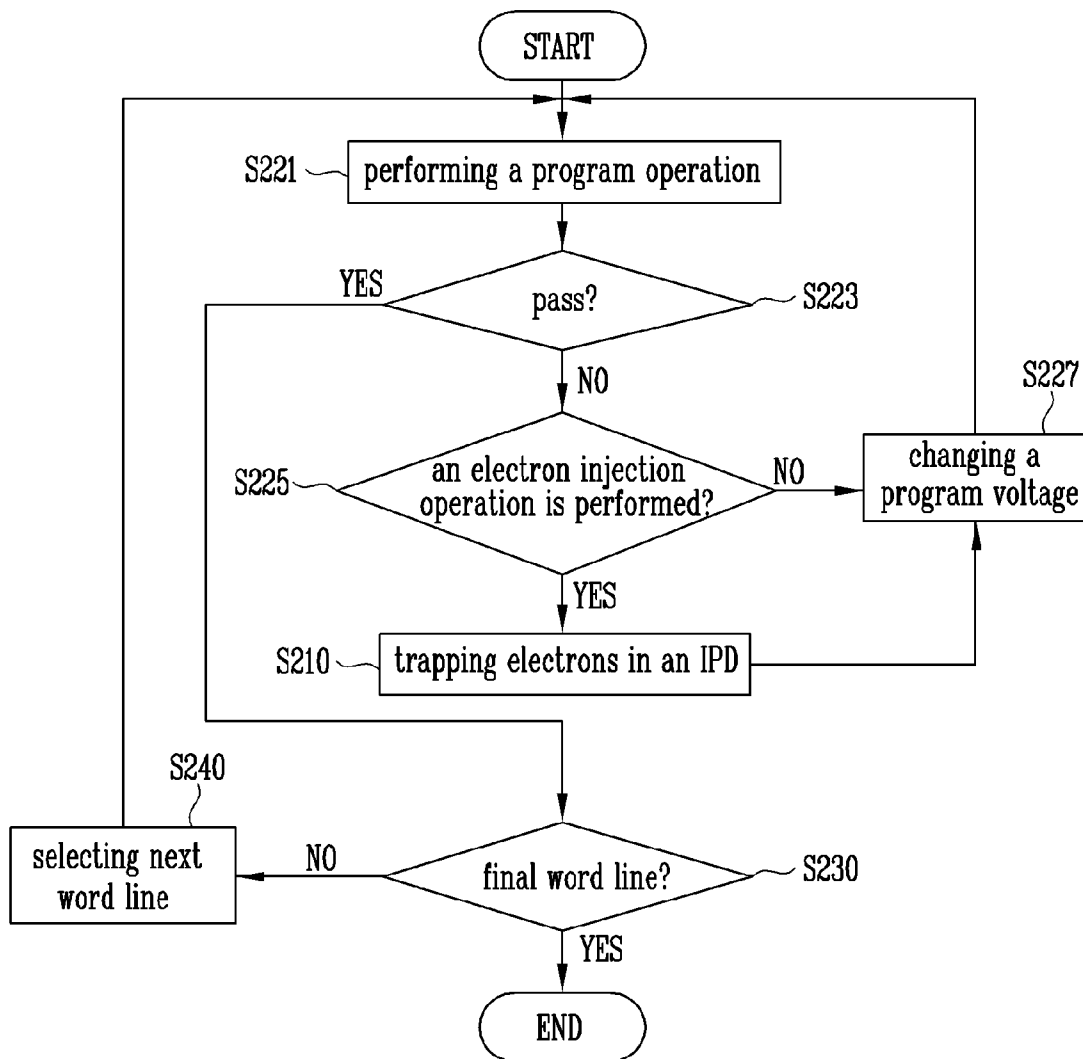 START
S221
performing a program operation
YES
pass?
S223
NO
S227
S225
an electron injection
operation is performed?
NO
changing a
program voltage
YES
S210
trapping electrons in an IPD
S240
selecting next
word line
NO
final word line?
S230
YES
END